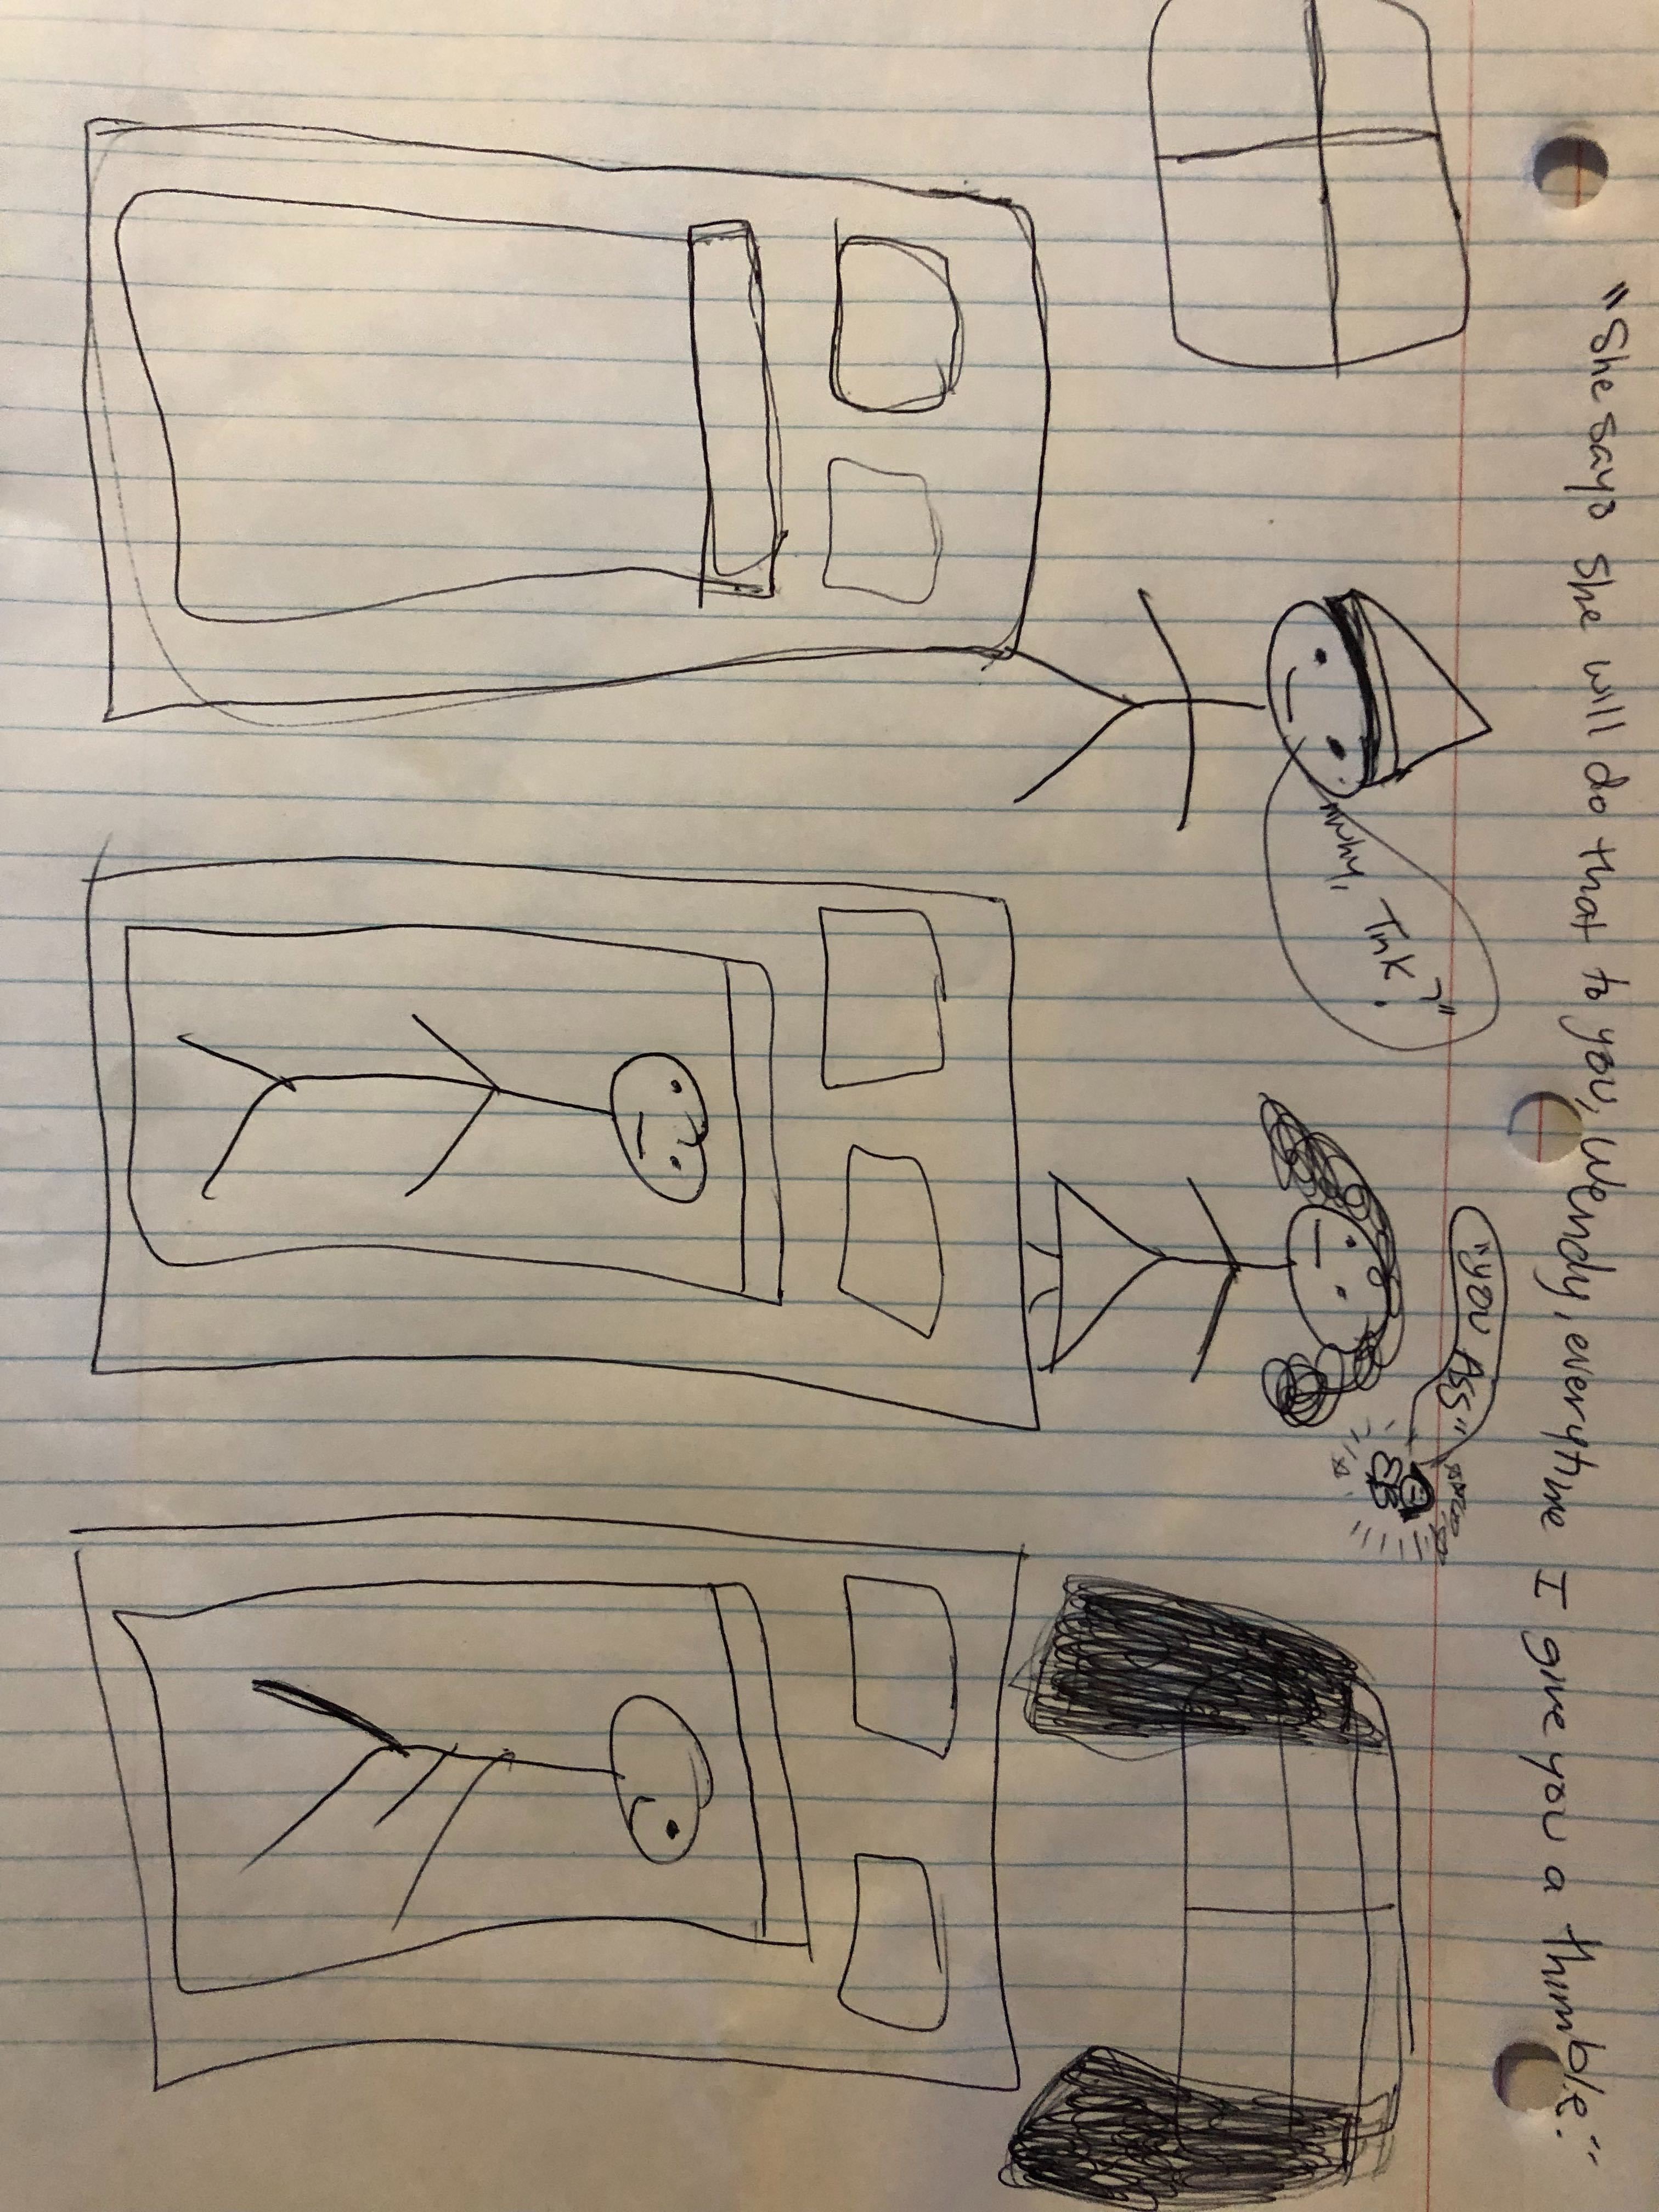 "She says she will do that to you, Wendy, everytime I give you a thimble."
"Why, Tink?"
"You Ass"